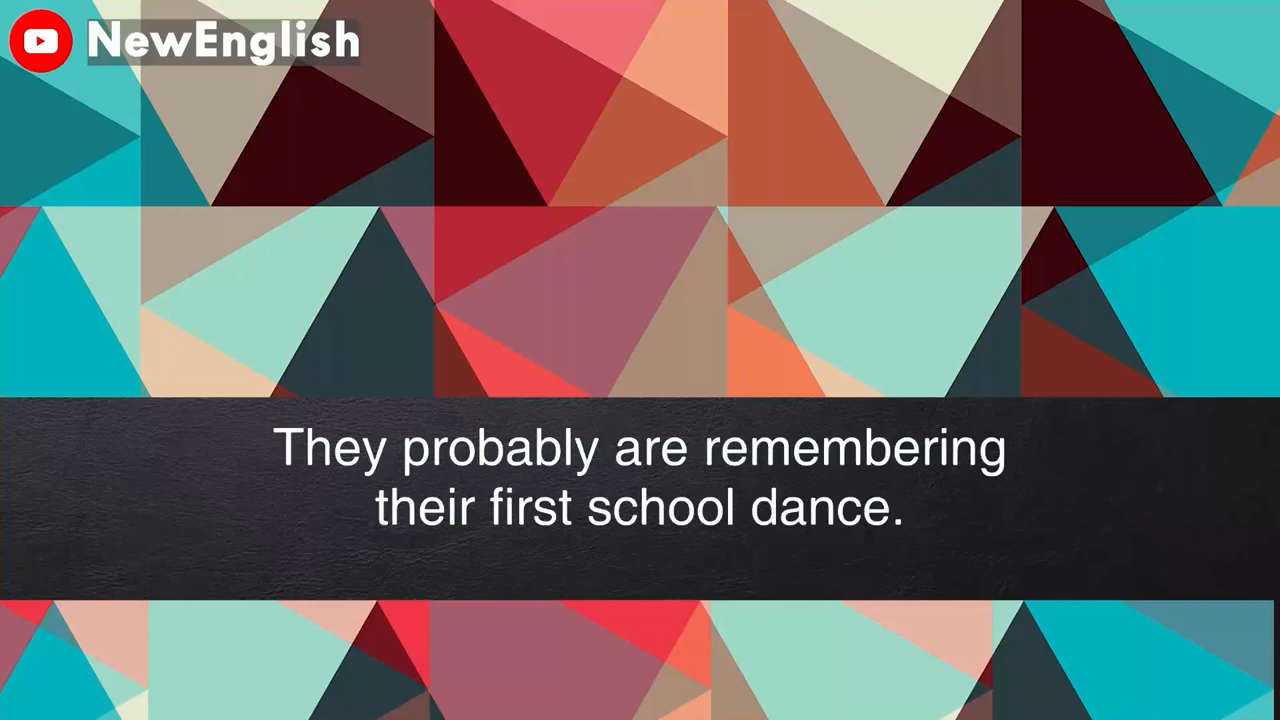 NewEnglish
They probably are remembering
their first school dance.